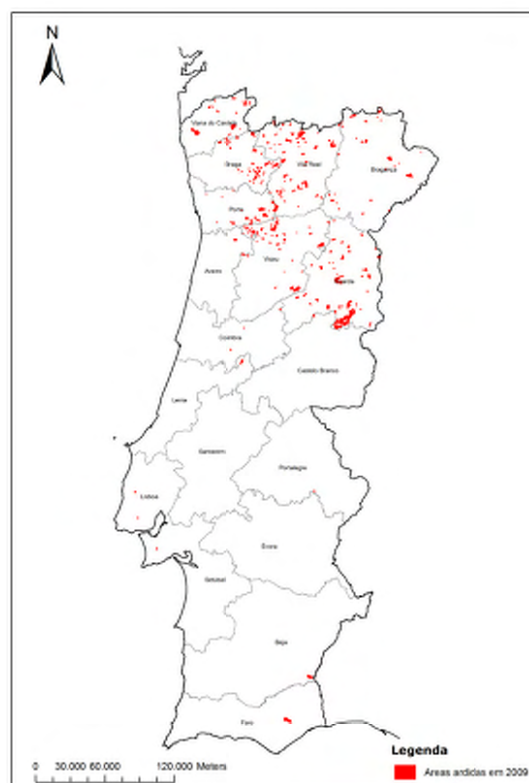 N
Viana do Castelo
Braga
Vila Real
Bragança
Porto
Aveiro
Viseu
Guarda
Coimbra
Castelo Branco
Leiria
Santarém
Portalegre
Lisboa
Évora
Setúbal
Beja
Faro
0 30.000 60.000 120.000 Meters
Legenda
Areas ardidas em 2009